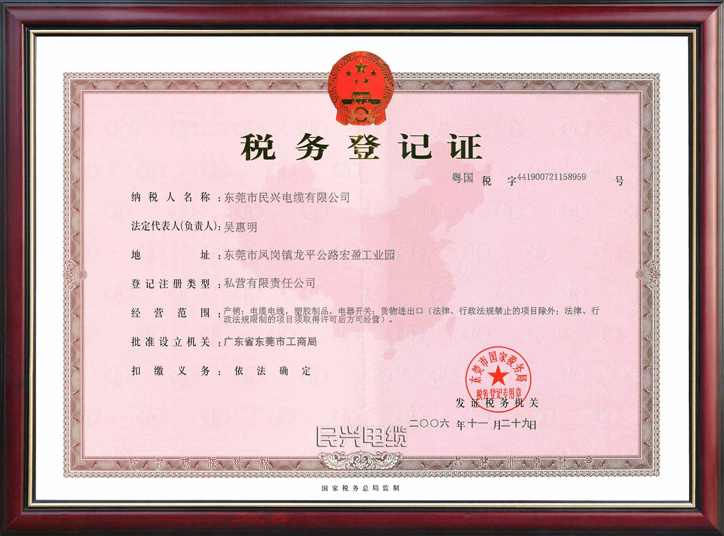 税务登记证
粤国 税 字441900721158959 号
纳税人名称：东莞市民兴电缆有限公司
法定代表人(负责人)：吴惠明
地 址：东莞市凤岗镇龙平公路宏盈工业园
登记注册类型：私营有限责任公司
经营范围：产销：电缆电线，塑胶制品，电器开关；货物进出口（法律、行政法规禁止的项目除外；法律、行
政法规限制的项目须取得许可后方可经营）。
批准设立机关：广东省东莞市工商局
扣缴义务：依法确定
东莞市国家税务局
税务登记专用章
发证税务机关
二〇〇六 年 十一 月 二十九 日
民兴电缆
国家税务总局监制